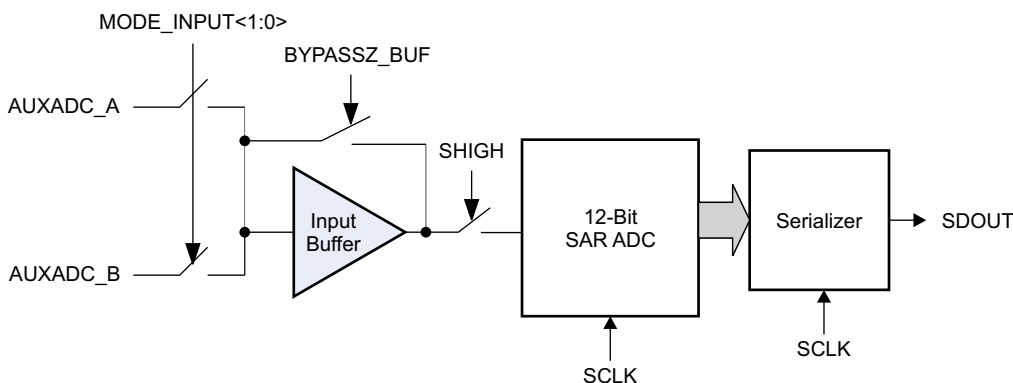 MODE_INPUT<1:0>
BYPASSZ_BUF
AUXADC_A
SHIGH
Input
Buffer
12-Bit
SAR ADC
Serializer
SDOUT
AUXADC_B
SCLK
SCLK